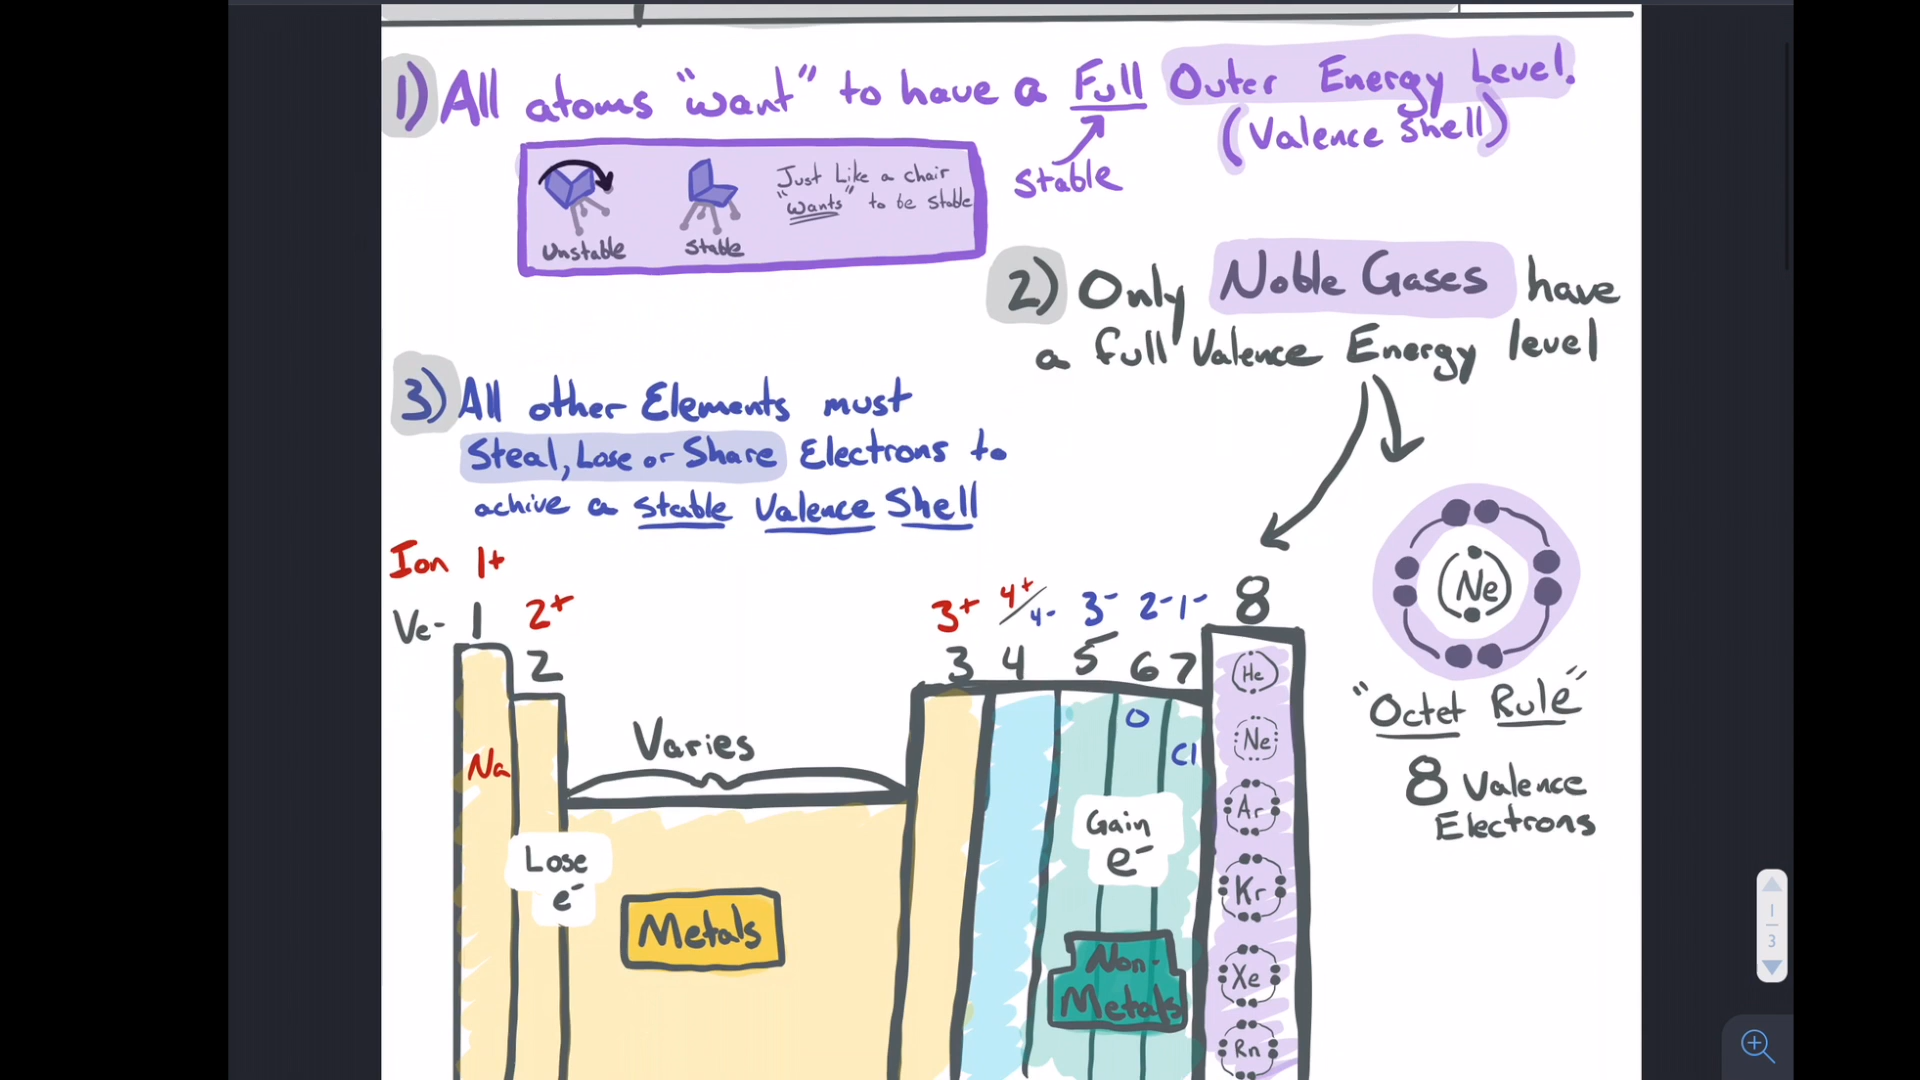 1) All atoms "want" to have a Full Outer Energy Level.
(Valence Shell)
Stable
Just Like a chair
"wants" to be stable
Unstable
Stable
2) Only Noble Gases have
a full Valence Energy level
3) All other Elements must
Steal, Lose or Share Electrons to
achive a stable Valence Shell
Ion 1+
2+
3+
4+/4-
3-
2-
1-
Ve- 1
2
3
4
5
6
7
8
Ne
"Octet Rule"
8 Valence
Electrons
Varies
Na
O
Cl
He
Ne
Ar
Kr
Xe
Rn
Lose
e-
Metals
Gain
e-
Non-
Metals
1
3